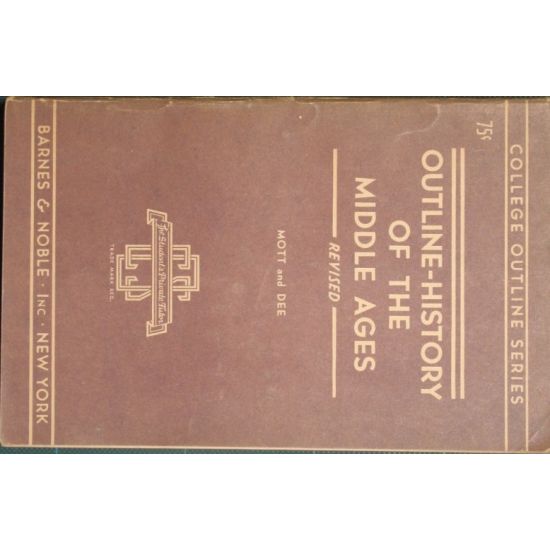 COLLEGE OUTLINE SERIES
75¢
OUTLINE-HISTORY
OF THE
MIDDLE AGES
REVISED
MOTT and DEE
COS
The Student's Private Tutor
TRADE MARK REG.
BARNES & NOBLE · INC · NEW YORK